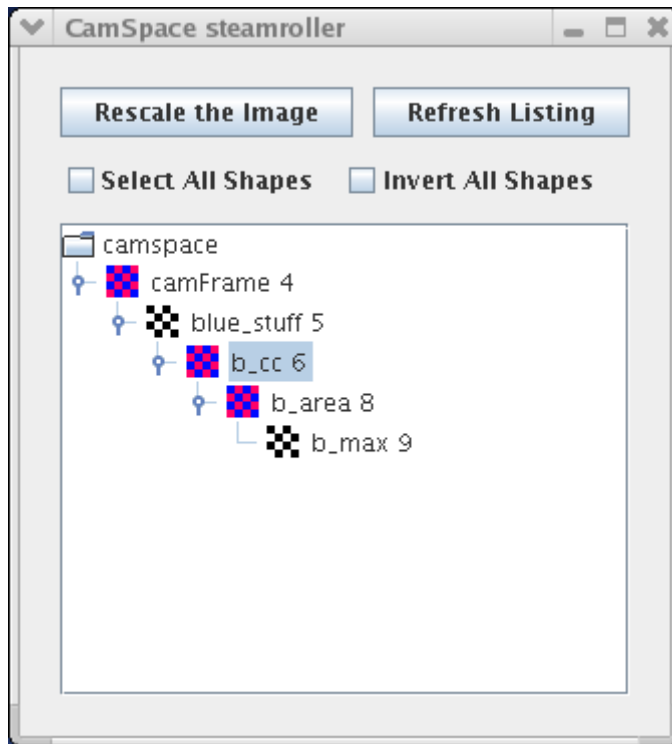 CamSpace steamroller
Rescale the Image Refresh Listing
Select All Shapes Invert All Shapes
camspace
camFrame 4
blue_stuff 5
b_cc 6
b_area 8
b_max 9